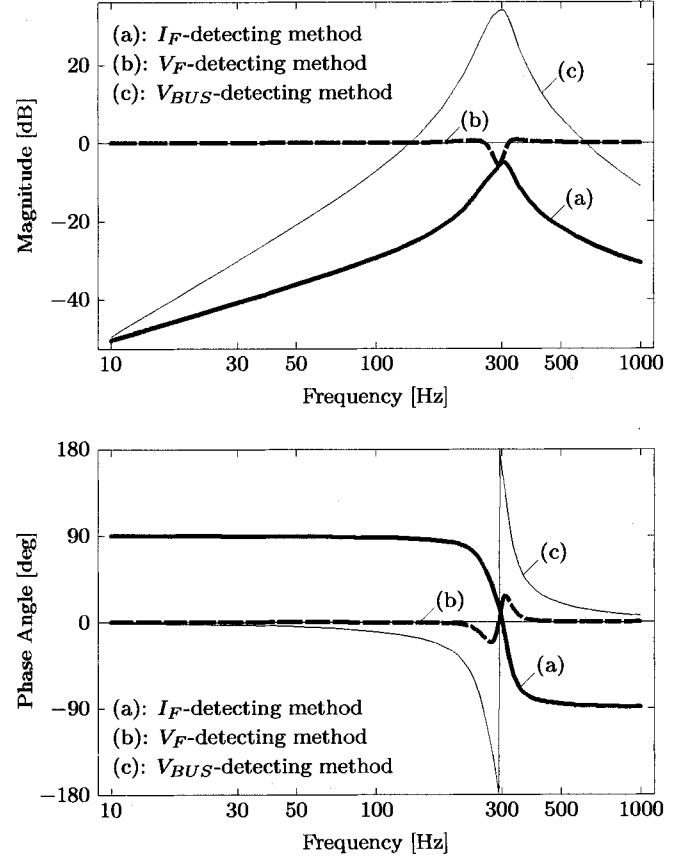 (a): I_F-detecting method
(b): V_F-detecting method
(c): V_BUS-detecting method
(c)
(b)
(a)
Magnitude [dB]
20
0
−20
−40
10 30 50 100 300 500 1000
Frequency [Hz]
180
90
0
−90
−180
Phase Angle [deg]
(c)
(b)
(a)
(a): I_F-detecting method
(b): V_F-detecting method
(c): V_BUS-detecting method
10 30 50 100 300 500 1000
Frequency [Hz]